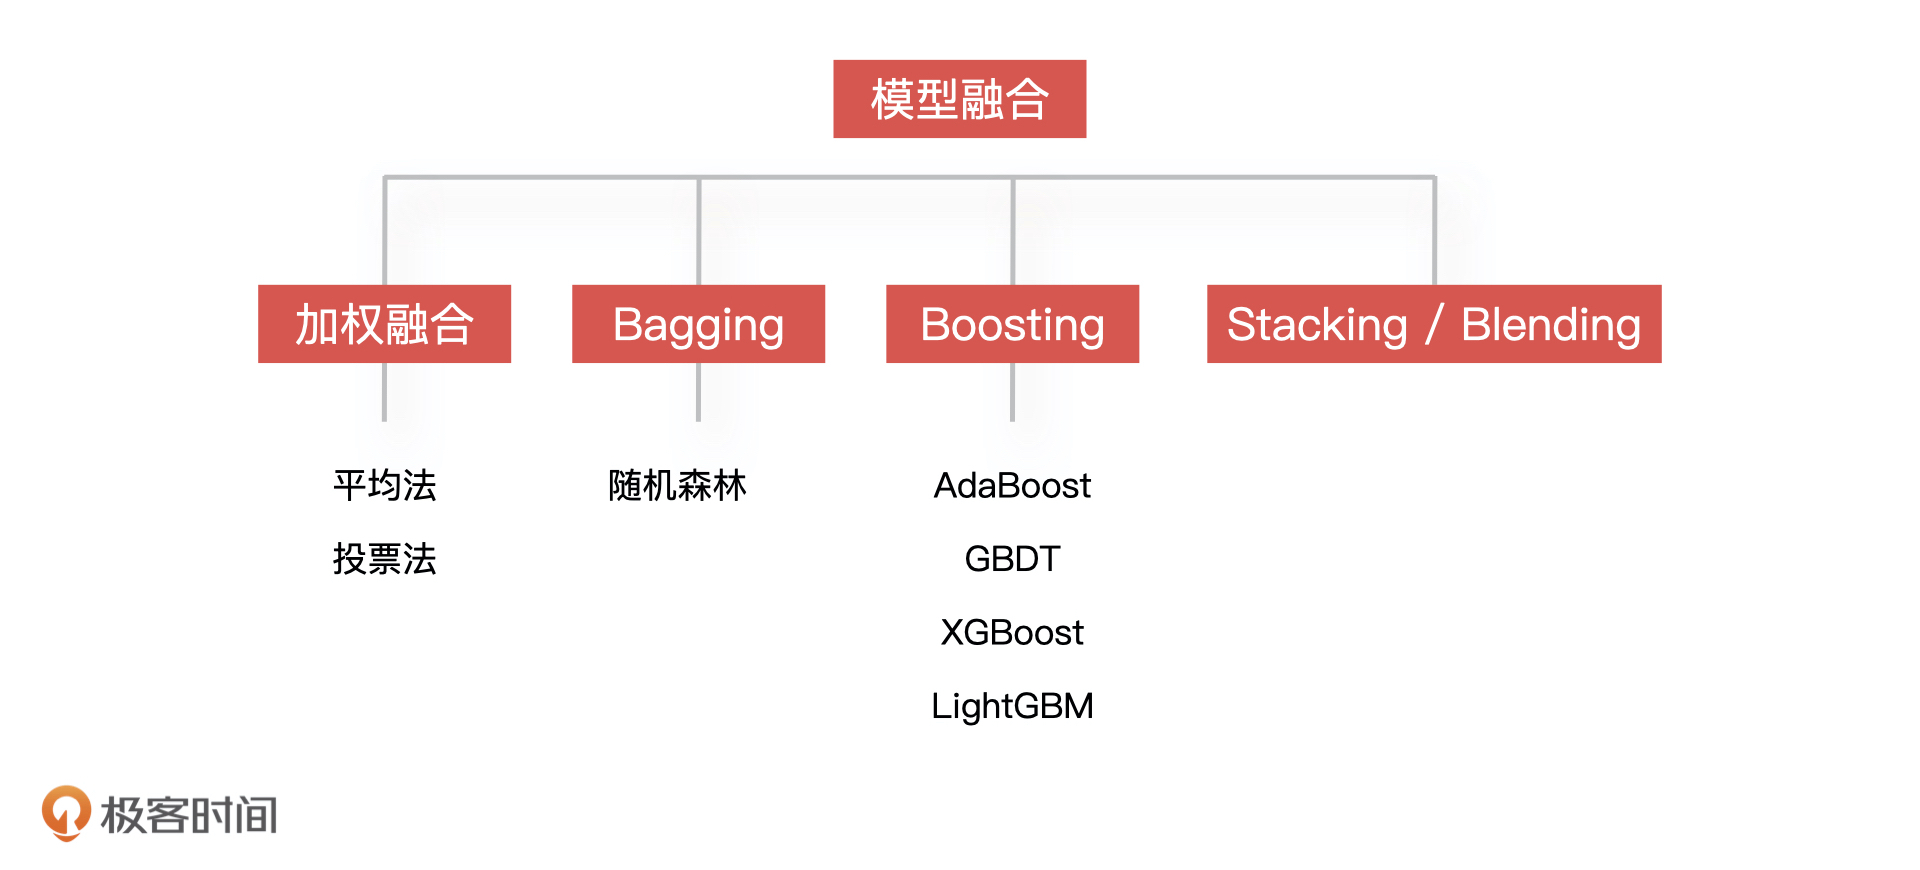 模型融合
加权融合
Bagging
Boosting
Stacking / Blending
平均法
投票法
随机森林
AdaBoost
GBDT
XGBoost
LightGBM
极客时间